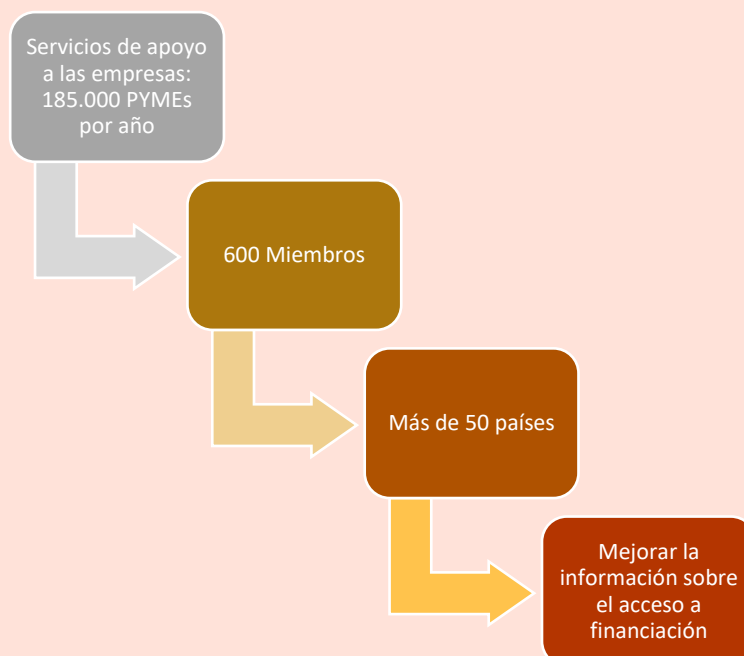 Servicios de apoyo
a las empresas:
185.000 PYMEs
por año
600 Miembros
Más de 50 países
Mejorar la
información sobre
el acceso a
financiación